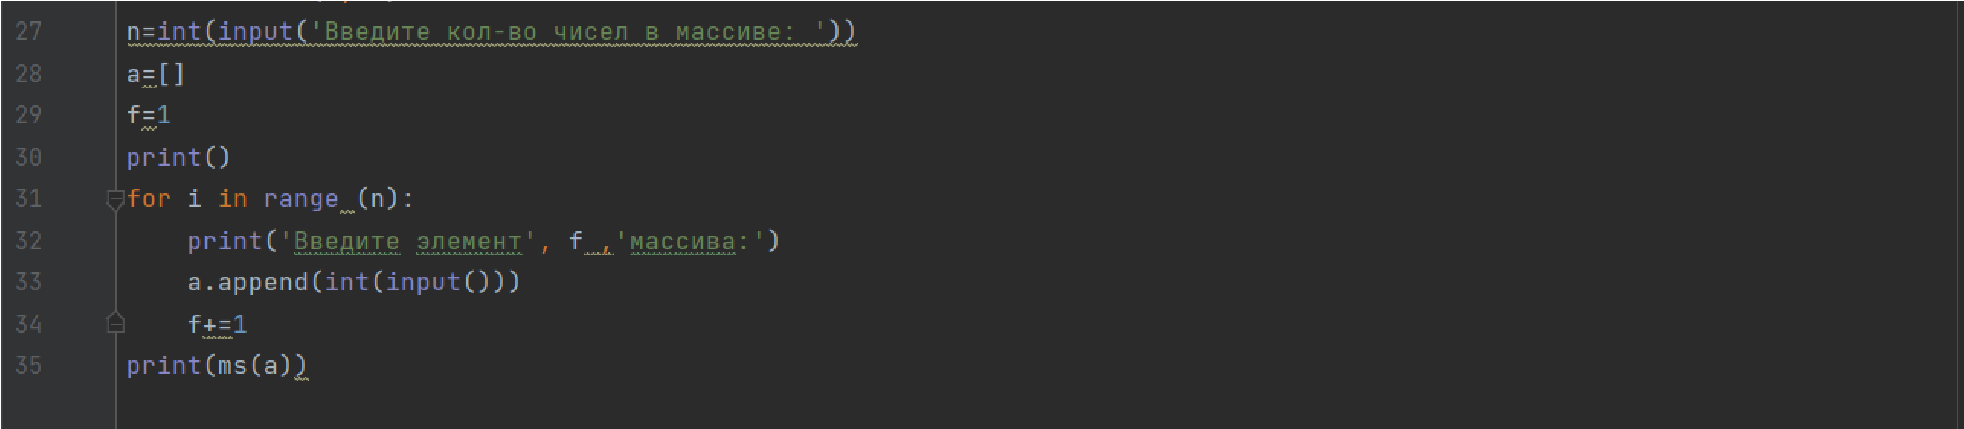 27 n=int(input('Введите кол-во чисел в массиве: '))
28 a=[]
29 f=1
30 print()
31 for i in range (n):
32 print('Введите элемент', f ,'массива:')
33 a.append(int(input()))
34 f+=1
35 print(ms(a))